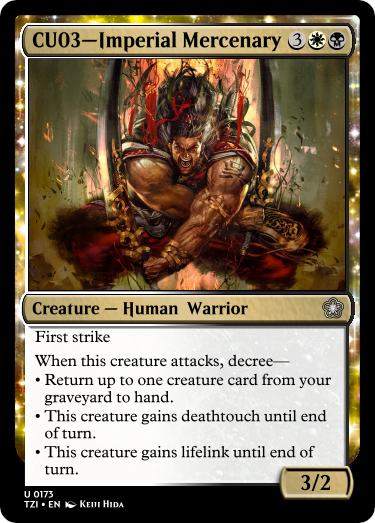 CU03—Imperial Mercenary 3
Creature — Human Warrior
First strike
When this creature attacks, decree—
• Return up to one creature card from your
graveyard to hand.
• This creature gains deathtouch until end
of turn.
• This creature gains lifelink until end of
turn.
3/2
U 0173
TZI • EN Keiji Hida